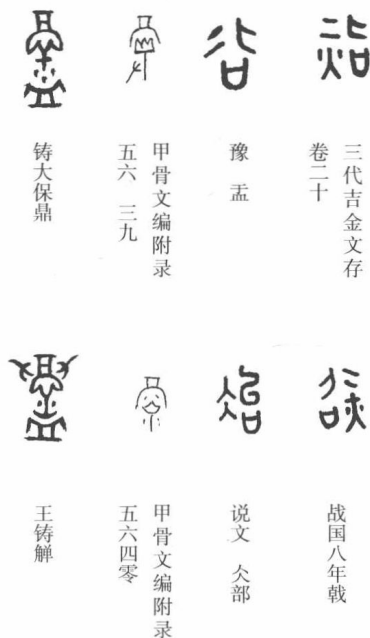 三代吉金文存
卷二十
豫 盂
甲骨文编附录
五六 三九
铸大保鼎
战国八年戟
说文 仌部
甲骨文编附录
五六四零
王铸觯